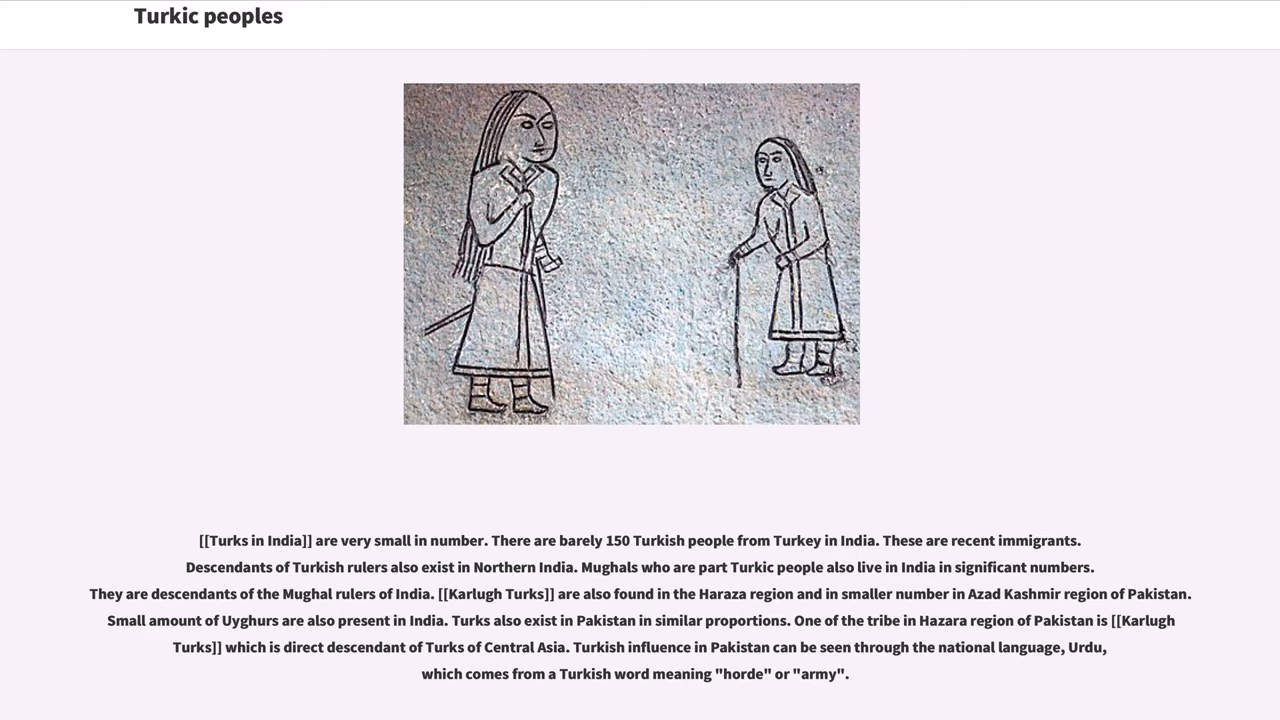 Turkic peoples
[[Turks in India]] are very small in number. There are barely 150 Turkish people from Turkey in India. These are recent immigrants.
Descendants of Turkish rulers also exist in Northern India. Mughals who are part Turkic people also live in India in significant numbers.
They are descendants of the Mughal rulers of India. [[Karlugh Turks]] are also found in the Haraza region and in smaller number in Azad Kashmir region of Pakistan.
Small amount of Uyghurs are also present in India. Turks also exist in Pakistan in similar proportions. One of the tribe in Hazara region of Pakistan is [[Karlugh
Turks]] which is direct descendant of Turks of Central Asia. Turkish influence in Pakistan can be seen through the national language, Urdu,
which comes from a Turkish word meaning "horde" or "army".